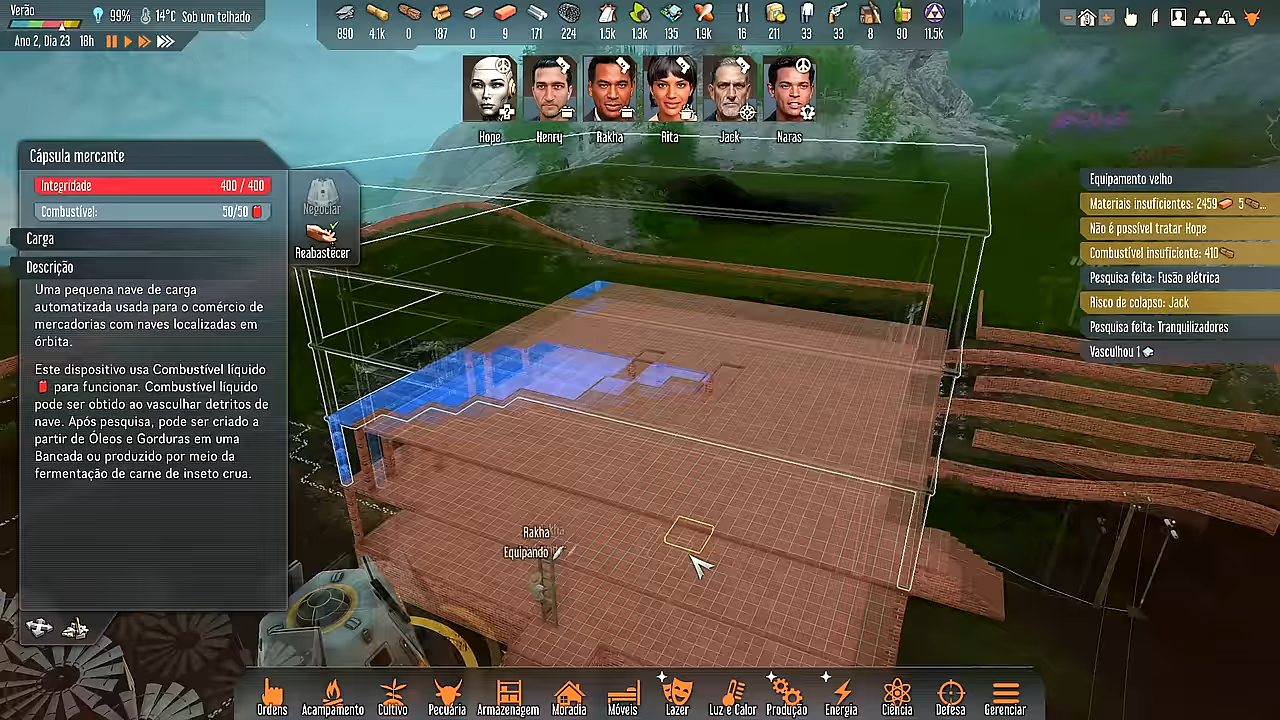 Verão
99%
14°C Sob um telhado
Ano 2, Dia 23 18h
890 4.1k 0 187 0 9 171 224 1.5k 1.3k 135 1.9k 16 211 33 33 8 90 11.5k
Hope Henry Rakha Rita Jack Naras
Cápsula mercante
Integridade 400 / 400
Combustível: 50/50
Negociar
Reabastecer
Carga
Descrição
Uma pequena nave de carga
automatizada usada para o comércio de
mercadorias com naves localizadas em
órbita.
Este dispositivo usa Combustível líquido
para funcionar. Combustível líquido
pode ser obtido ao vasculhar detritos de
nave. Após pesquisa, pode ser criado a
partir de Óleos e Gorduras em uma
Bancada ou produzido por meio da
fermentação de carne de inseto crua.
Equipamento velho
Materiais insuficientes: 2459 5 ...
Não é possível tratar Hope
Combustível insuficiente: 410
Pesquisa feita: Fusão elétrica
Risco de colapso: Jack
Pesquisa feita: Tranquilizadores
Vasculhou 1
Rakha
Equipando
Ordens Acampamento Cultivo Pecuária Armazenagem Moradia Móveis Lazer Luz e Calor Produção Energia Ciência Defesa Gerenciar